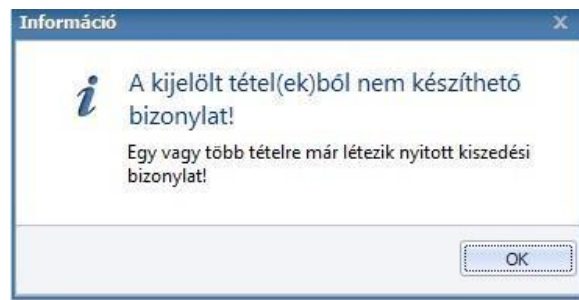 Információ
A kijelölt tétel(ek)ből nem készíthető
bizonylat!
Egy vagy több tételre már létezik nyitott kiszedési
bizonylat!
OK